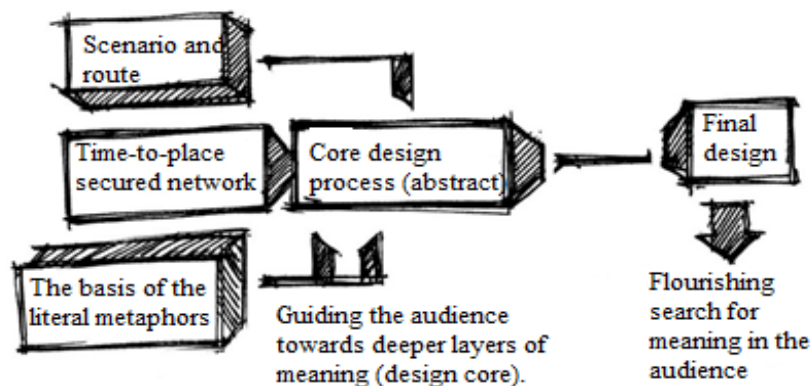 Scenario and
route
Time-to-place
secured network
Core design
process (abstract)
Final
design
The basis of the
literal metaphors
Guiding the audience
towards deeper layers of
meaning (design core).
Flourishing
search for
meaning in the
audience